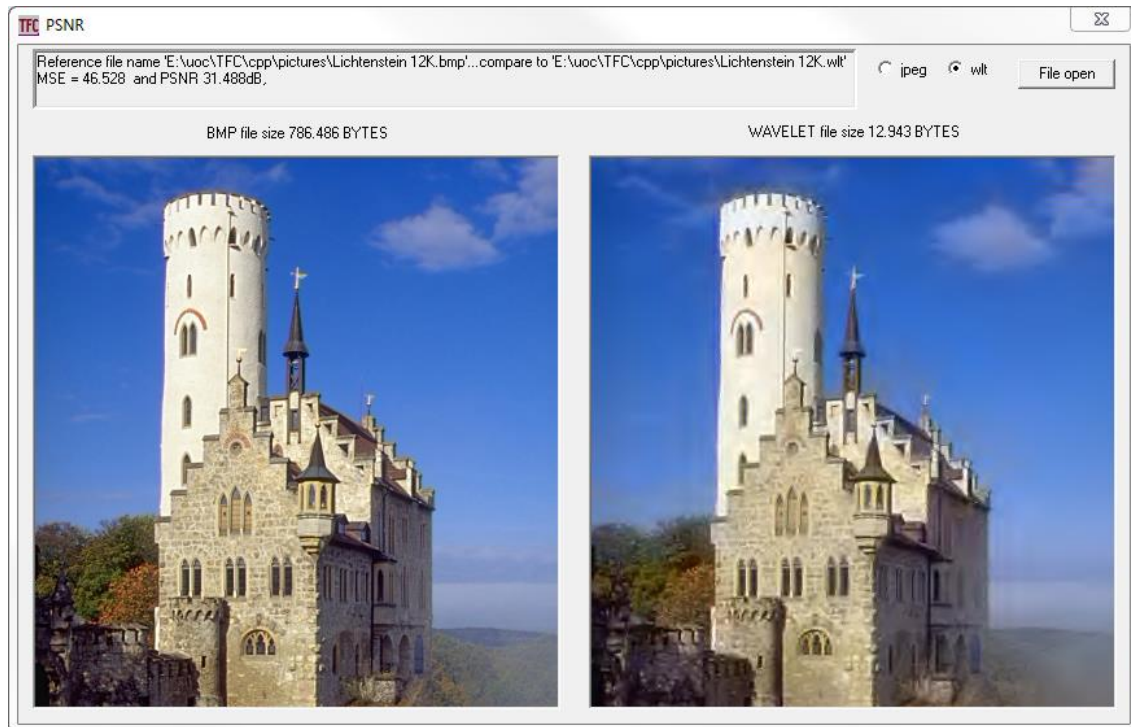 TFC PSNR
Reference file name 'E:\uoc\TFC\cpp\pictures\Lichtenstein 12K.bmp'...compare to 'E:\uoc\TFC\cpp\pictures\Lichtenstein 12K.wlt'
MSE = 46.528 and PSNR 31.488dB,
jpeg wlt File open
BMP file size 786.486 BYTES
WAVELET file size 12.943 BYTES